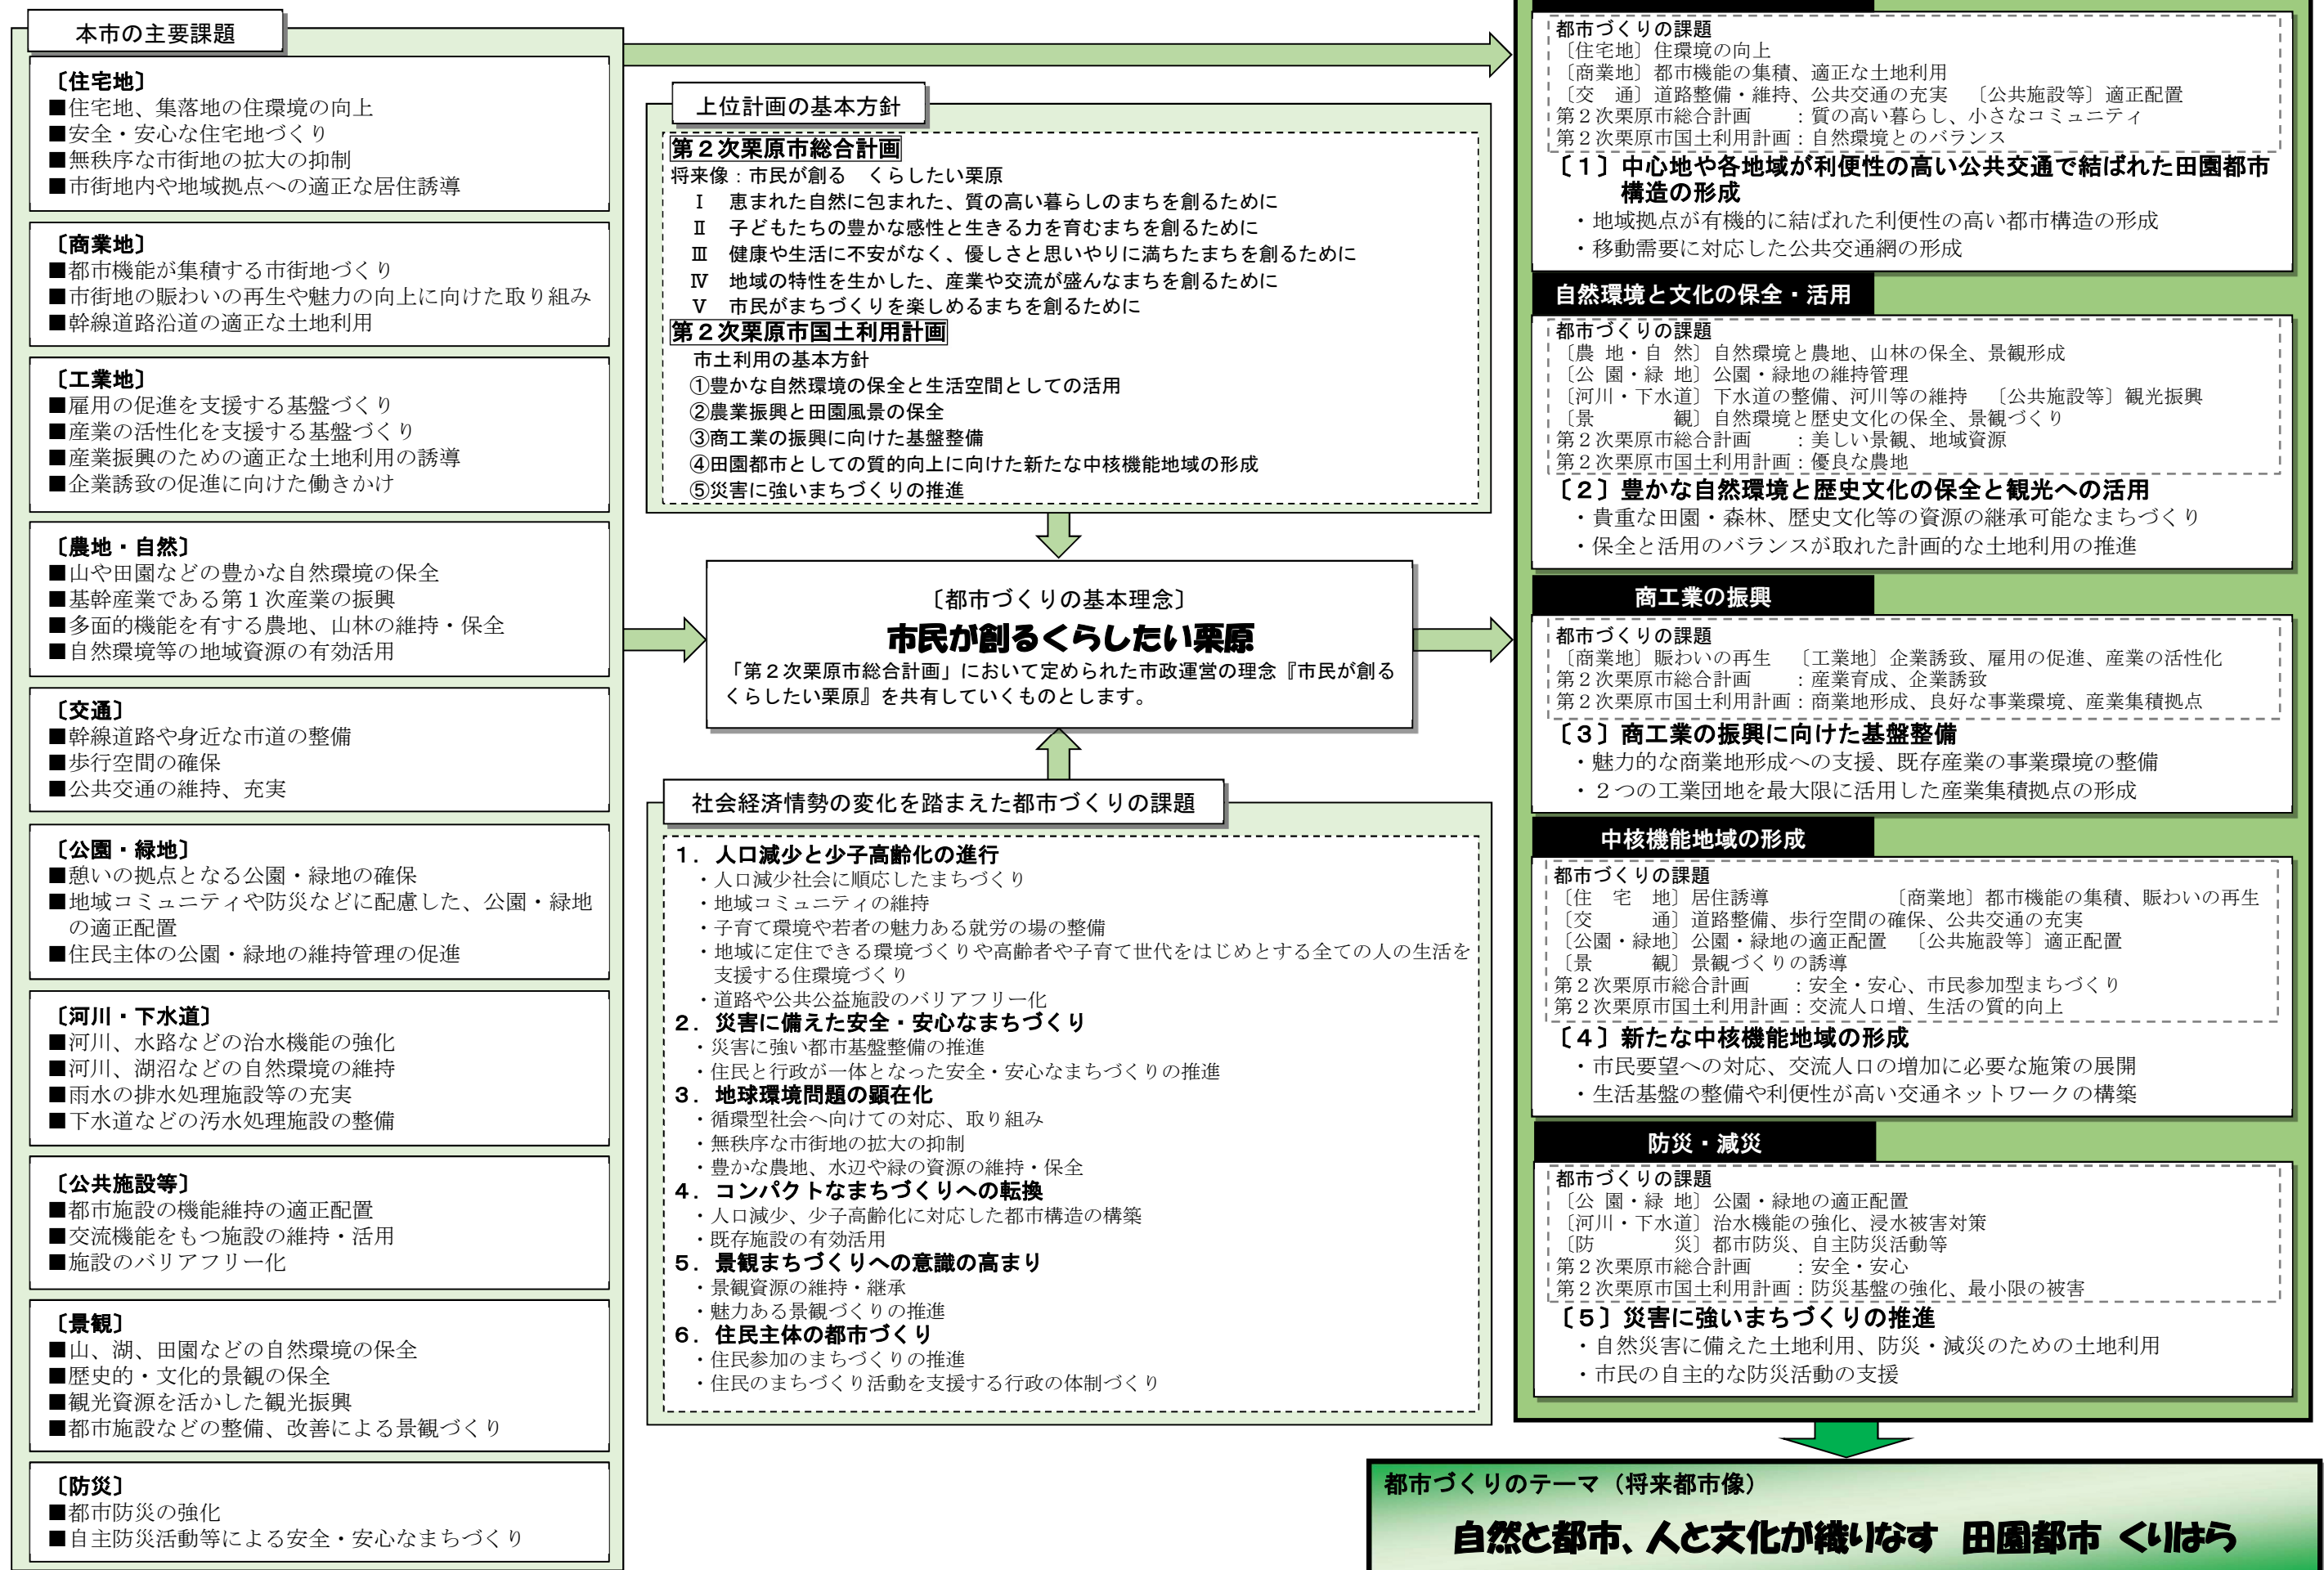 本市の主要課題
〔住宅地〕
■住宅地、集落地の住環境の向上
■安全・安心な住宅地づくり
■無秩序な市街地の拡大の抑制
■市街地内や地域拠点への適正な居住誘導
〔商業地〕
■都市機能が集積する市街地づくり
■市街地の賑わいの再生や魅力の向上に向けた取り組み
■幹線道路沿道の適正な土地利用
〔工業地〕
■雇用の促進を支援する基盤づくり
■産業の活性化を支援する基盤づくり
■産業振興のための適正な土地利用の誘導
■企業誘致の促進に向けた働きかけ
〔農地・自然〕
■山や田園などの豊かな自然環境の保全
■基幹産業である第１次産業の振興
■多面的機能を有する農地、山林の維持・保全
■自然環境等の地域資源の有効活用
〔交通〕
■幹線道路や身近な市道の整備
■歩行空間の確保
■公共交通の維持、充実
〔公園・緑地〕
■憩いの拠点となる公園・緑地の確保
■地域コミュニティや防災などに配慮した、公園・緑地
の適正配置
■住民主体の公園・緑地の維持管理の促進
〔河川・下水道〕
■河川、水路などの治水機能の強化
■河川、湖沼などの自然環境の維持
■雨水の排水処理施設等の充実
■下水道などの汚水処理施設の整備
〔公共施設等〕
■都市施設の機能維持の適正配置
■交流機能をもつ施設の維持・活用
■施設のバリアフリー化
〔景観〕
■山、湖、田園などの自然環境の保全
■歴史的・文化的景観の保全
■観光資源を活かした観光振興
■都市施設などの整備、改善による景観づくり
〔防災〕
■都市防災の強化
■自主防災活動等による安全・安心なまちづくり
上位計画の基本方針
第２次栗原市総合計画
将来像：市民が創る　くらしたい栗原
Ⅰ　恵まれた自然に包まれた、質の高い暮らしのまちを創るために
Ⅱ　子どもたちの豊かな感性と生きる力を育むまちを創るために
Ⅲ　健康や生活に不安がなく、優しさと思いやりに満ちたまちを創るために
Ⅳ　地域の特性を生かした、産業や交流が盛んなまちを創るために
Ⅴ　市民がまちづくりを楽しめるまちを創るために
第２次栗原市国土利用計画
市土利用の基本方針
①豊かな自然環境の保全と生活空間としての活用
②農業振興と田園風景の保全
③商工業の振興に向けた基盤整備
④田園都市としての質的向上に向けた新たな中核機能地域の形成
⑤災害に強いまちづくりの推進
〔都市づくりの基本理念〕
市民が創るくらしたい栗原
「第２次栗原市総合計画」において定められた市政運営の理念『市民が創る
くらしたい栗原』を共有していくものとします。
社会経済情勢の変化を踏まえた都市づくりの課題
１．人口減少と少子高齢化の進行
・人口減少社会に順応したまちづくり
・地域コミュニティの維持
・子育て環境や若者の魅力ある就労の場の整備
・地域に定住できる環境づくりや高齢者や子育て世代をはじめとする全ての人の生活を
支援する住環境づくり
・道路や公共公益施設のバリアフリー化
２．災害に備えた安全・安心なまちづくり
・災害に強い都市基盤整備の推進
・住民と行政が一体となった安全・安心なまちづくりの推進
３．地球環境問題の顕在化
・循環型社会へ向けての対応、取り組み
・無秩序な市街地の拡大の抑制
・豊かな農地、水辺や緑の資源の維持・保全
４．コンパクトなまちづくりへの転換
・人口減少、少子高齢化に対応した都市構造の構築
・既存施設の有効活用
５．景観まちづくりへの意識の高まり
・景観資源の維持・継承
・魅力ある景観づくりの推進
６．住民主体の都市づくり
・住民参加のまちづくりの推進
・住民のまちづくり活動を支援する行政の体制づくり
都市づくりの課題
〔住宅地〕住環境の向上
〔商業地〕都市機能の集積、適正な土地利用
〔交　通〕道路整備・維持、公共交通の充実　〔公共施設等〕適正配置
第２次栗原市総合計画　　：質の高い暮らし、小さなコミュニティ
第２次栗原市国土利用計画：自然環境とのバランス
〔１〕中心地や各地域が利便性の高い公共交通で結ばれた田園都市
構造の形成
・地域拠点が有機的に結ばれた利便性の高い都市構造の形成
・移動需要に対応した公共交通網の形成
自然環境と文化の保全・活用
都市づくりの課題
〔農 地・自 然〕自然環境と農地、山林の保全、景観形成
〔公 園・緑 地〕公園・緑地の維持管理
〔河川・下水道〕下水道の整備、河川等の維持　〔公共施設等〕観光振興
〔景　　　　観〕自然環境と歴史文化の保全、景観づくり
第２次栗原市総合計画　　：美しい景観、地域資源
第２次栗原市国土利用計画：優良な農地
〔２〕豊かな自然環境と歴史文化の保全と観光への活用
・貴重な田園・森林、歴史文化等の資源の継承可能なまちづくり
・保全と活用のバランスが取れた計画的な土地利用の推進
商工業の振興
都市づくりの課題
〔商業地〕賑わいの再生　〔工業地〕企業誘致、雇用の促進、産業の活性化
第２次栗原市総合計画　　：産業育成、企業誘致
第２次栗原市国土利用計画：商業地形成、良好な事業環境、産業集積拠点
〔３〕商工業の振興に向けた基盤整備
・魅力的な商業地形成への支援、既存産業の事業環境の整備
・２つの工業団地を最大限に活用した産業集積拠点の形成
中核機能地域の形成
都市づくりの課題
〔住　宅　地〕居住誘導　　　　　　〔商業地〕都市機能の集積、賑わいの再生
〔交　　　通〕道路整備、歩行空間の確保、公共交通の充実
〔公園・緑地〕公園・緑地の適正配置　〔公共施設等〕適正配置
〔景　　　観〕景観づくりの誘導
第２次栗原市総合計画　　：安全・安心、市民参加型まちづくり
第２次栗原市国土利用計画：交流人口増、生活の質的向上
〔４〕新たな中核機能地域の形成
・市民要望への対応、交流人口の増加に必要な施策の展開
・生活基盤の整備や利便性が高い交通ネットワークの構築
防災・減災
都市づくりの課題
〔公 園・緑 地〕公園・緑地の適正配置
〔河川・下水道〕治水機能の強化、浸水被害対策
〔防　　　　災〕都市防災、自主防災活動等
第２次栗原市総合計画　　：安全・安心
第２次栗原市国土利用計画：防災基盤の強化、最小限の被害
〔５〕災害に強いまちづくりの推進
・自然災害に備えた土地利用、防災・減災のための土地利用
・市民の自主的な防災活動の支援
都市づくりのテーマ（将来都市像）
自然と都市、人と文化が織りなす　田園都市 くりはら